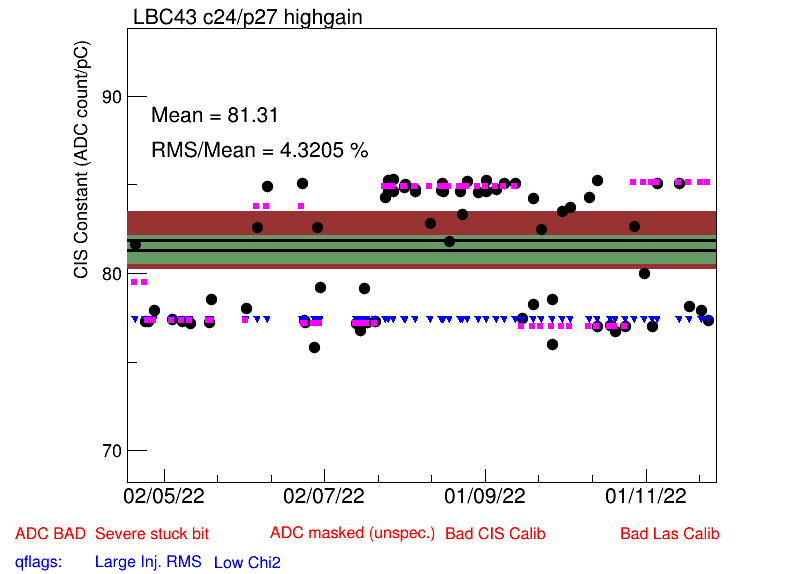 LBC43 c24/p27 highgain
CIS Constant (ADC count/pC)
90
Mean = 81.31
RMS/Mean = 4.3205 %
80
70
02/05/22 02/07/22 01/09/22 01/11/22
ADC BAD Severe stuck bit ADC masked (unspec.) Bad CIS Calib Bad Las Calib
qflags: Large Inj. RMS Low Chi2